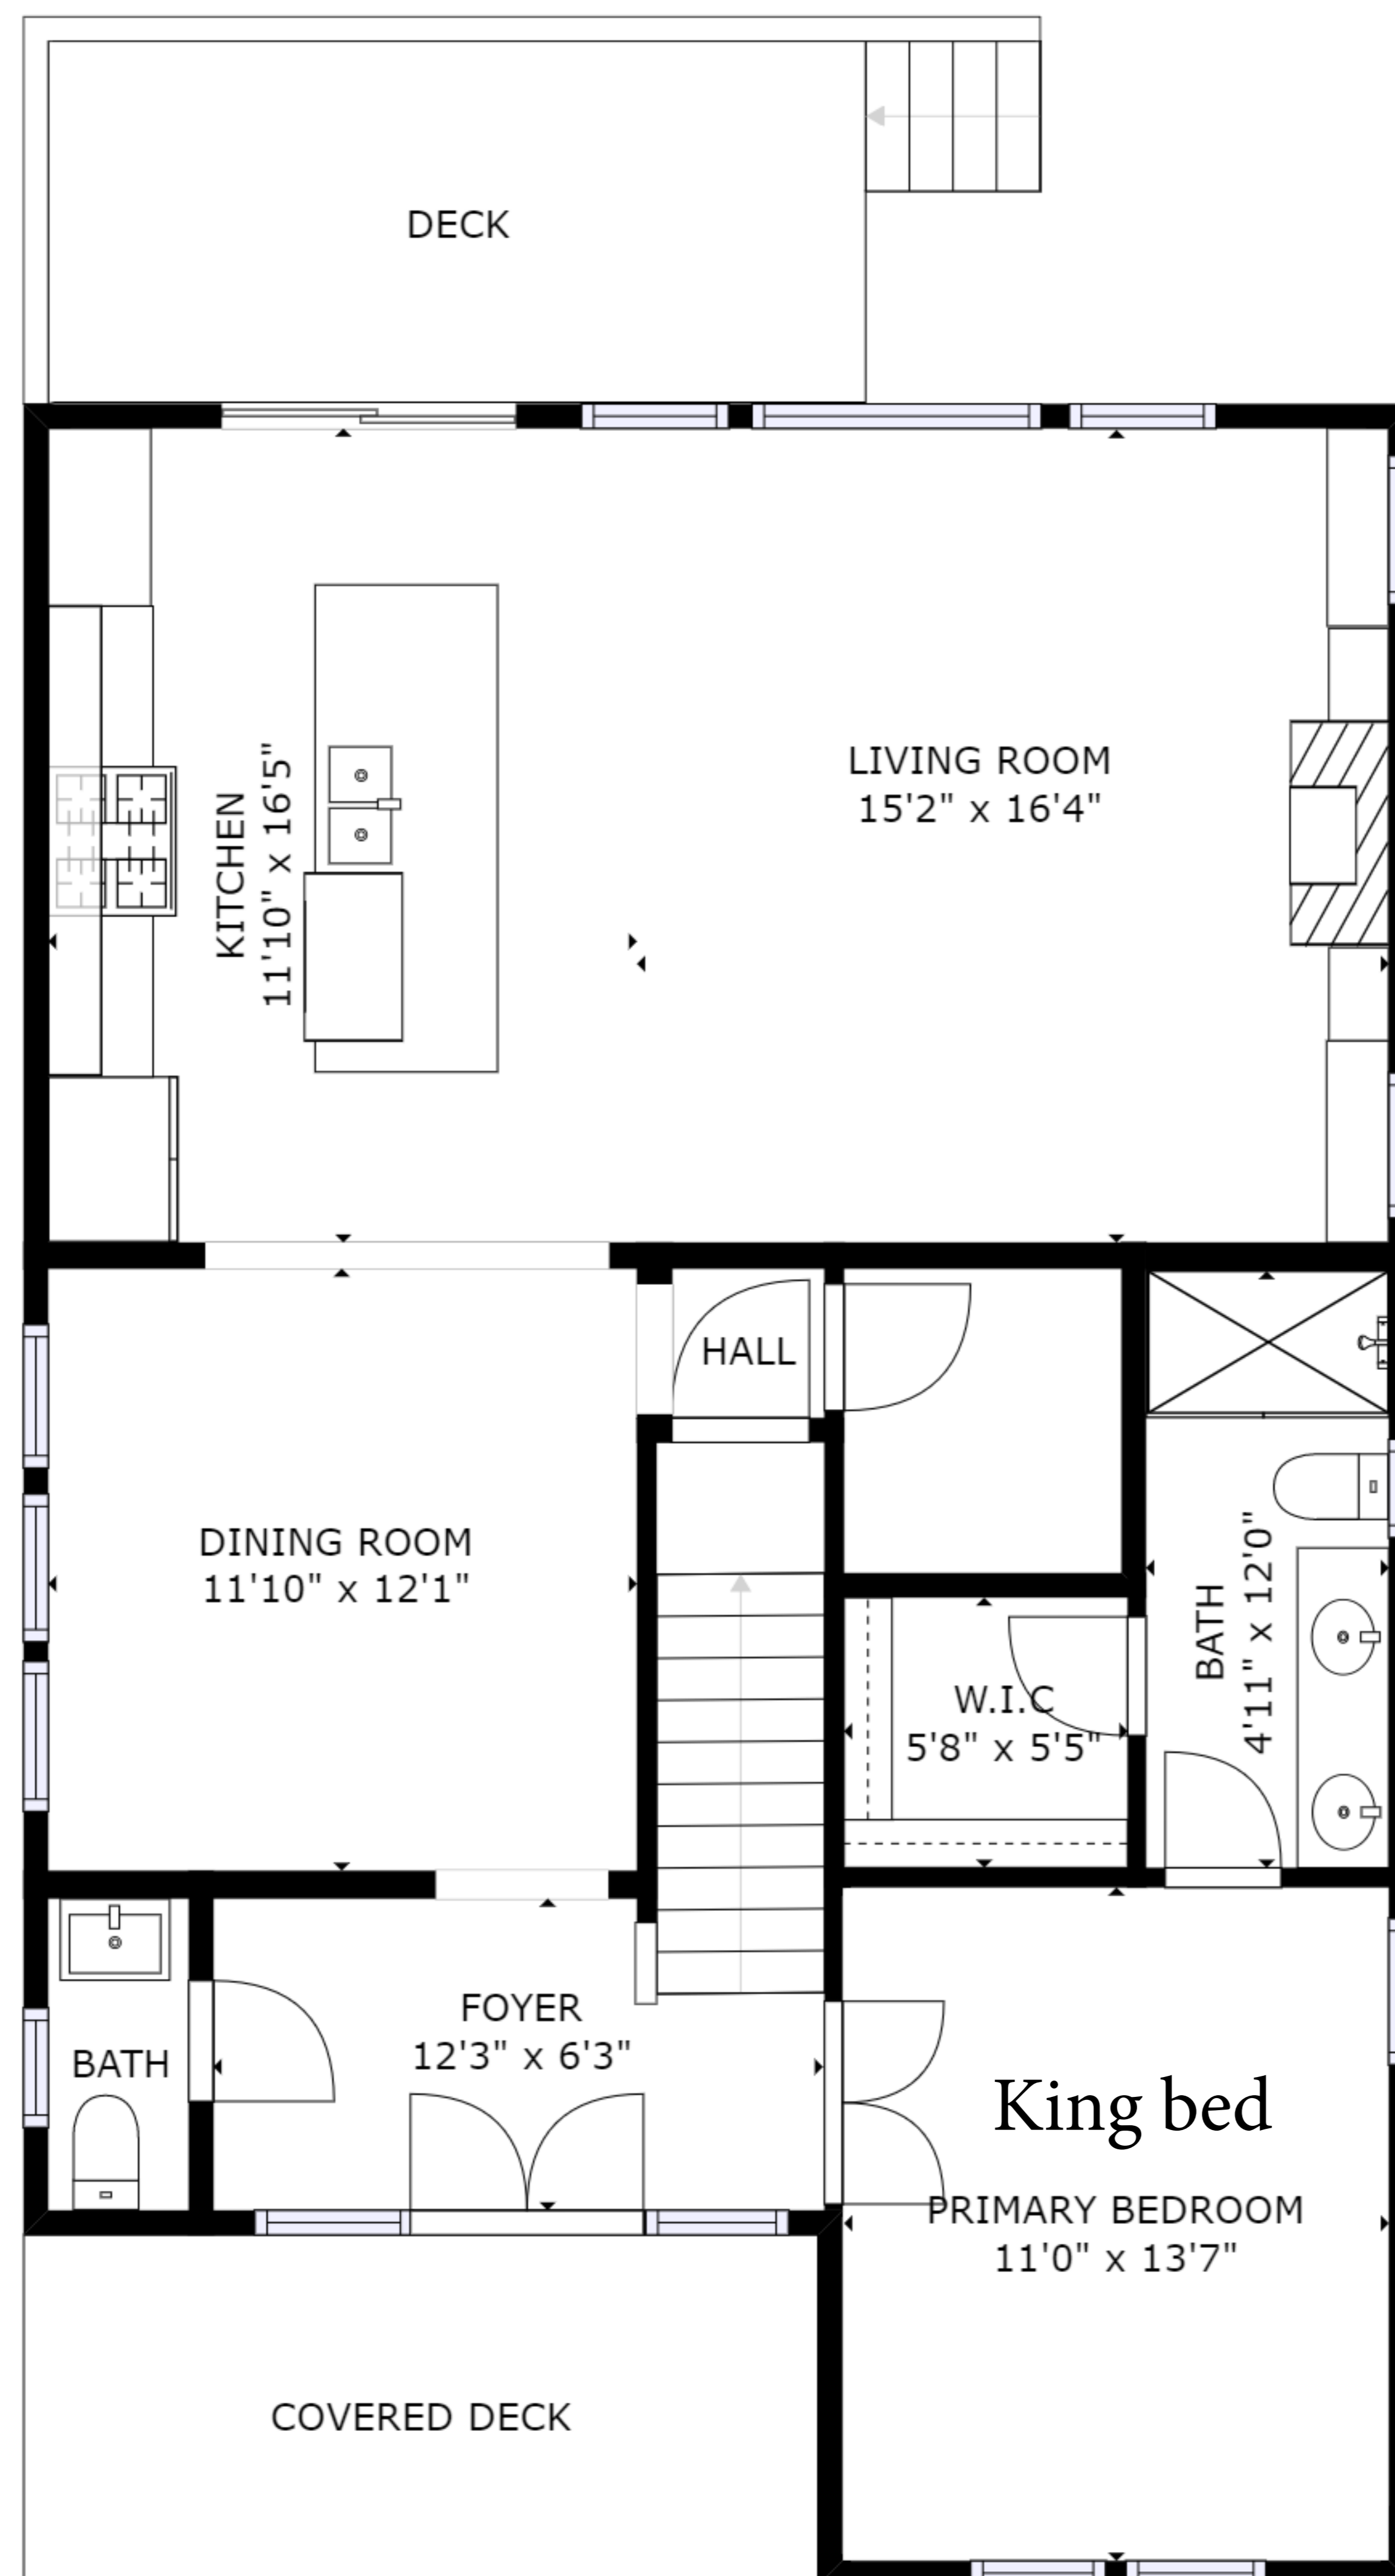 DECK
KITCHEN
11'10" x 16'5"
LIVING ROOM
15'2" x 16'4"
HALL
DINING ROOM
11'10" x 12'1"
BATH
4'11" x 12'0"
W.I.C
5'8" x 5'5"
FOYER
12'3" x 6'3"
BATH
King bed
PRIMARY BEDROOM
11'0" x 13'7"
COVERED DECK